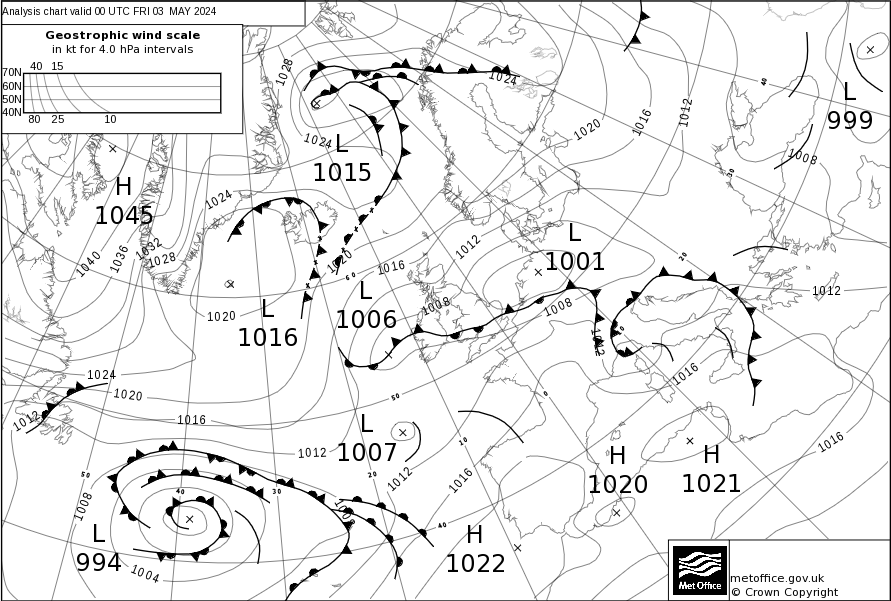 Analysis chart valid 00 UTC FRI 03 MAY 2024
Geostrophic wind scale
in kt for 4.0 hPa intervals
40 15
70N
60N
50N
40N
80 25 10
1028
1024
1024
1020
1016
1012
40
L
999
1008
30
L
1015
H
1045
1024
1040
1036
1032
1028
1020
1016
60
1012
L
1001
20
1012
L
1016
1020
L
1006
1008
1008
1012
1016
1024
1020
1016
1012
50
0
10
L
1007
1012
1012
20
1016
H
1020
H
1021
1016
50
40
30
1008
L
994
1004
40
H
1022
Met Office
metoffice.gov.uk
© Crown Copyright